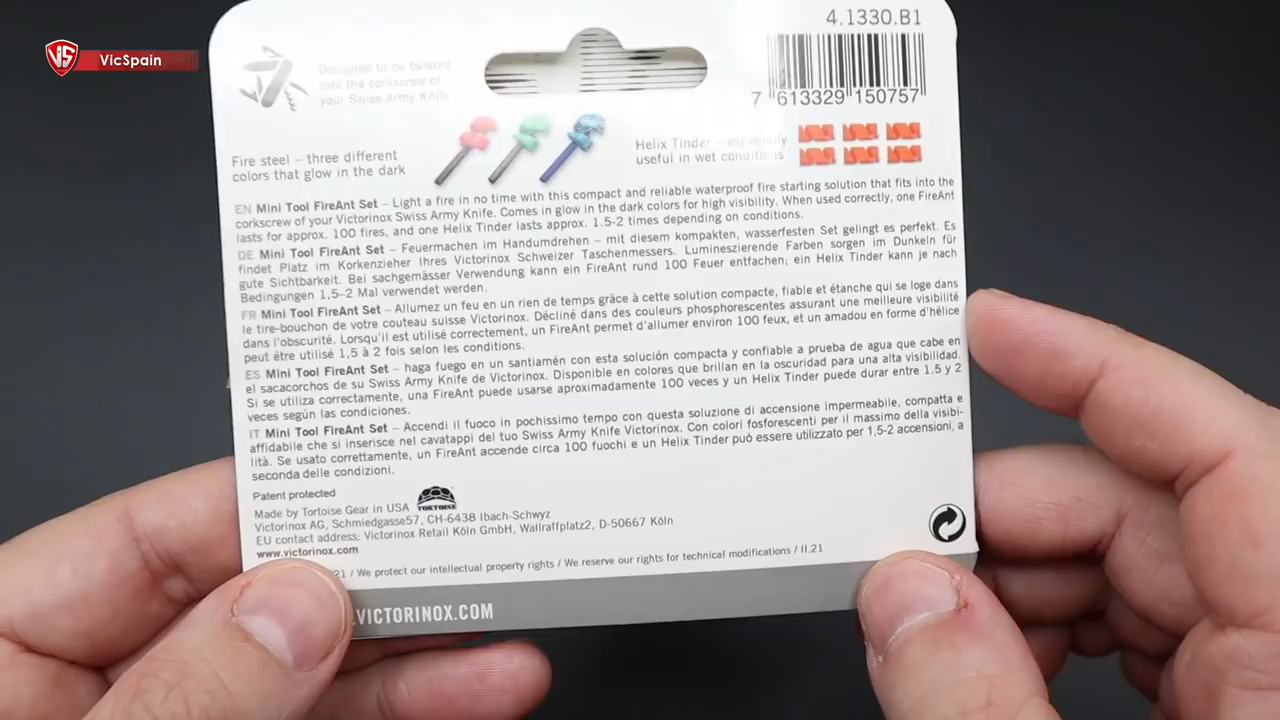 VS
VicSpain
4.1330.B1
7 613329 150757
Designed to be twisted
into the corkscrew of
your Swiss Army Knife
Fire steel – three different
colors that glow in the dark
Helix Tinder – especially
useful in wet conditions
EN Mini Tool FireAnt Set – Light a fire in no time with this compact and reliable waterproof fire starting solution that fits into the
corkscrew of your Victorinox Swiss Army Knife. Comes in glow in the dark colors for high visibility. When used correctly, one FireAnt
lasts for approx. 100 fires, and one Helix Tinder lasts approx. 1.5-2 times depending on conditions.
DE Mini Tool FireAnt Set – Feuermachen im Handumdrehen – mit diesem kompakten, wasserfesten Set gelingt es perfekt. Es
findet Platz im Korkenzieher Ihres Victorinox Schweizer Taschenmessers. Lumineszierende Farben sorgen im Dunkeln für
gute Sichtbarkeit. Bei sachgemässer Verwendung kann ein FireAnt rund 100 Feuer entfachen; ein Helix Tinder kann je nach
Bedingungen 1,5–2 Mal verwendet werden.
FR Mini Tool FireAnt Set – Allumez un feu en un rien de temps grâce à cette solution compacte, fiable et étanche qui se loge dans
le tire-bouchon de votre couteau suisse Victorinox. Décliné dans des couleurs phosphorescentes assurant une meilleure visibilité
dans l'obscurité. Lorsqu'il est utilisé correctement, un FireAnt permet d'allumer environ 100 feux, et un amadou en forme d'hélice
peut être utilisé 1,5 à 2 fois selon les conditions.
ES Mini Tool FireAnt Set – haga fuego en un santiamén con esta solución compacta y confiable a prueba de agua que cabe en
el sacacorchos de su Swiss Army Knife de Victorinox. Disponible en colores que brillan en la oscuridad para una alta visibilidad.
Si se utiliza correctamente, una FireAnt puede usarse aproximadamente 100 veces y un Helix Tinder puede durar entre 1.5 y 2
veces según las condiciones.
IT Mini Tool FireAnt Set – Accendi il fuoco in pochissimo tempo con questa soluzione di accensione impermeabile, compatta e
affidabile che si inserisce nel cavatappi del tuo Swiss Army Knife Victorinox. Con colori fosforescenti per il massimo della visibi-
lità. Se usato correttamente, un FireAnt accende circa 100 fuochi e un Helix Tinder può essere utilizzato per 1,5-2 accensioni, a
seconda delle condizioni.
Patent protected
Made by Tortoise Gear in USA
TORTOISE
Victorinox AG, Schmiedgasse57, CH-6438 Ibach-Schwyz
EU contact address: Victorinox Retail Köln GmbH, Wallraffplatz2, D-50667 Köln
www.victorinox.com
21 / We protect our intellectual property rights / We reserve our rights for technical modifications / II.21
.VICTORINOX.COM